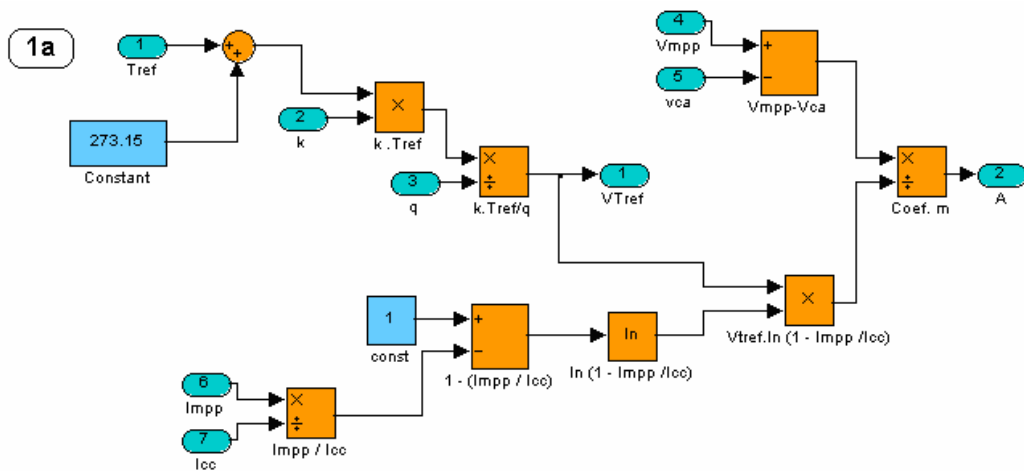 1a
1
Tref
+
+
273.15
Constant
2
k
×
k .Tref
3
q
×
÷
k.Tref/q
1
VTref
4
Vmpp
5
vca
+
−
Vmpp-Vca
×
÷
Coef. m
2
A
1
const
+
−
1 - (Impp / Icc)
ln
ln (1 - Impp /Icc)
×
Vtref.ln (1 - Impp /Icc)
6
Impp
7
Icc
×
÷
Impp / Icc